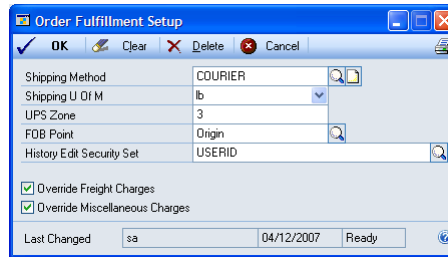 Order Fulfillment Setup
OK Clear Delete Cancel
Shipping Method COURIER
Shipping U Of M lb
UPS Zone 3
FOB Point Origin
History Edit Security Set USERID
Override Freight Charges
Override Miscellaneous Charges
Last Changed sa 04/12/2007 Ready